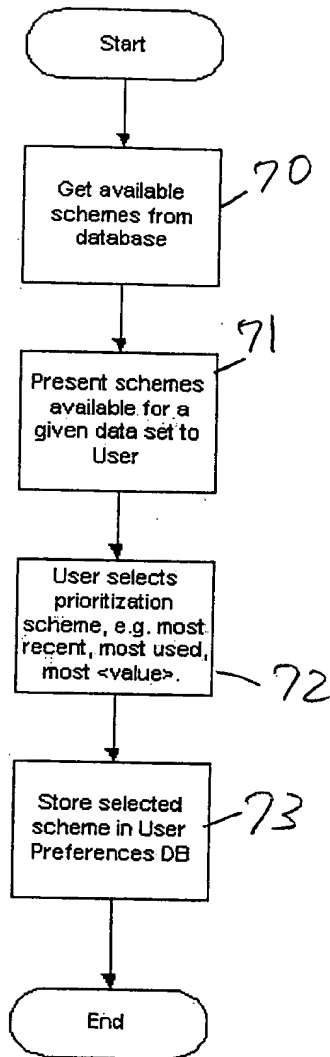 Start
Get available
schemes from
database
70
Present schemes
available for a
given data set to
User
71
User selects
prioritization
scheme, e.g. most
recent, most used,
most <value>.
72
Store selected
scheme in User
Preferences DB
73
End